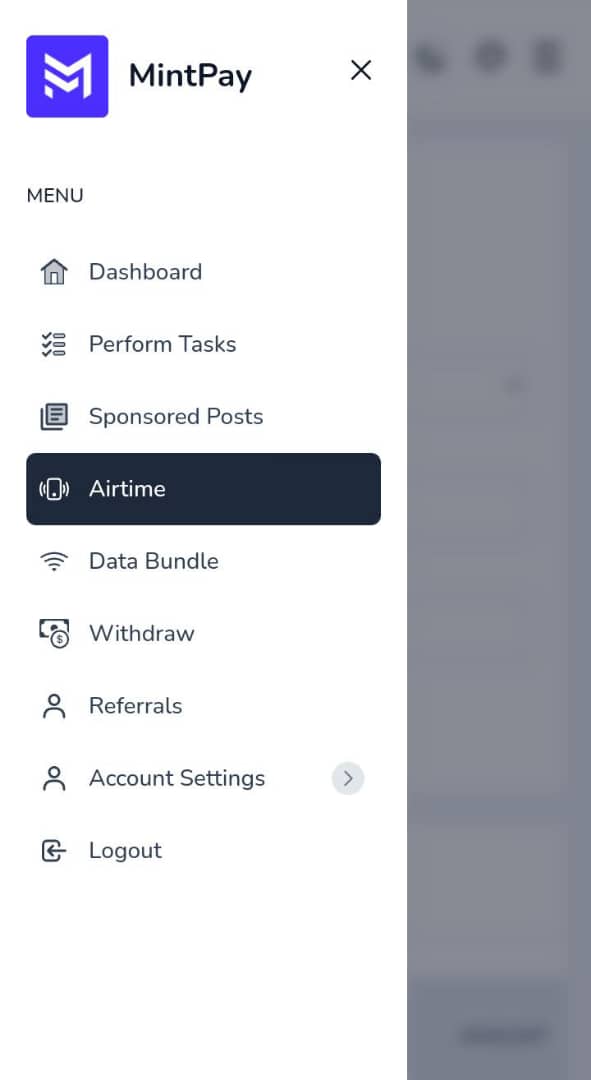 MintPay
MENU
Dashboard
Perform Tasks
Sponsored Posts
Airtime
Data Bundle
Withdraw
Referrals
Account Settings
Logout